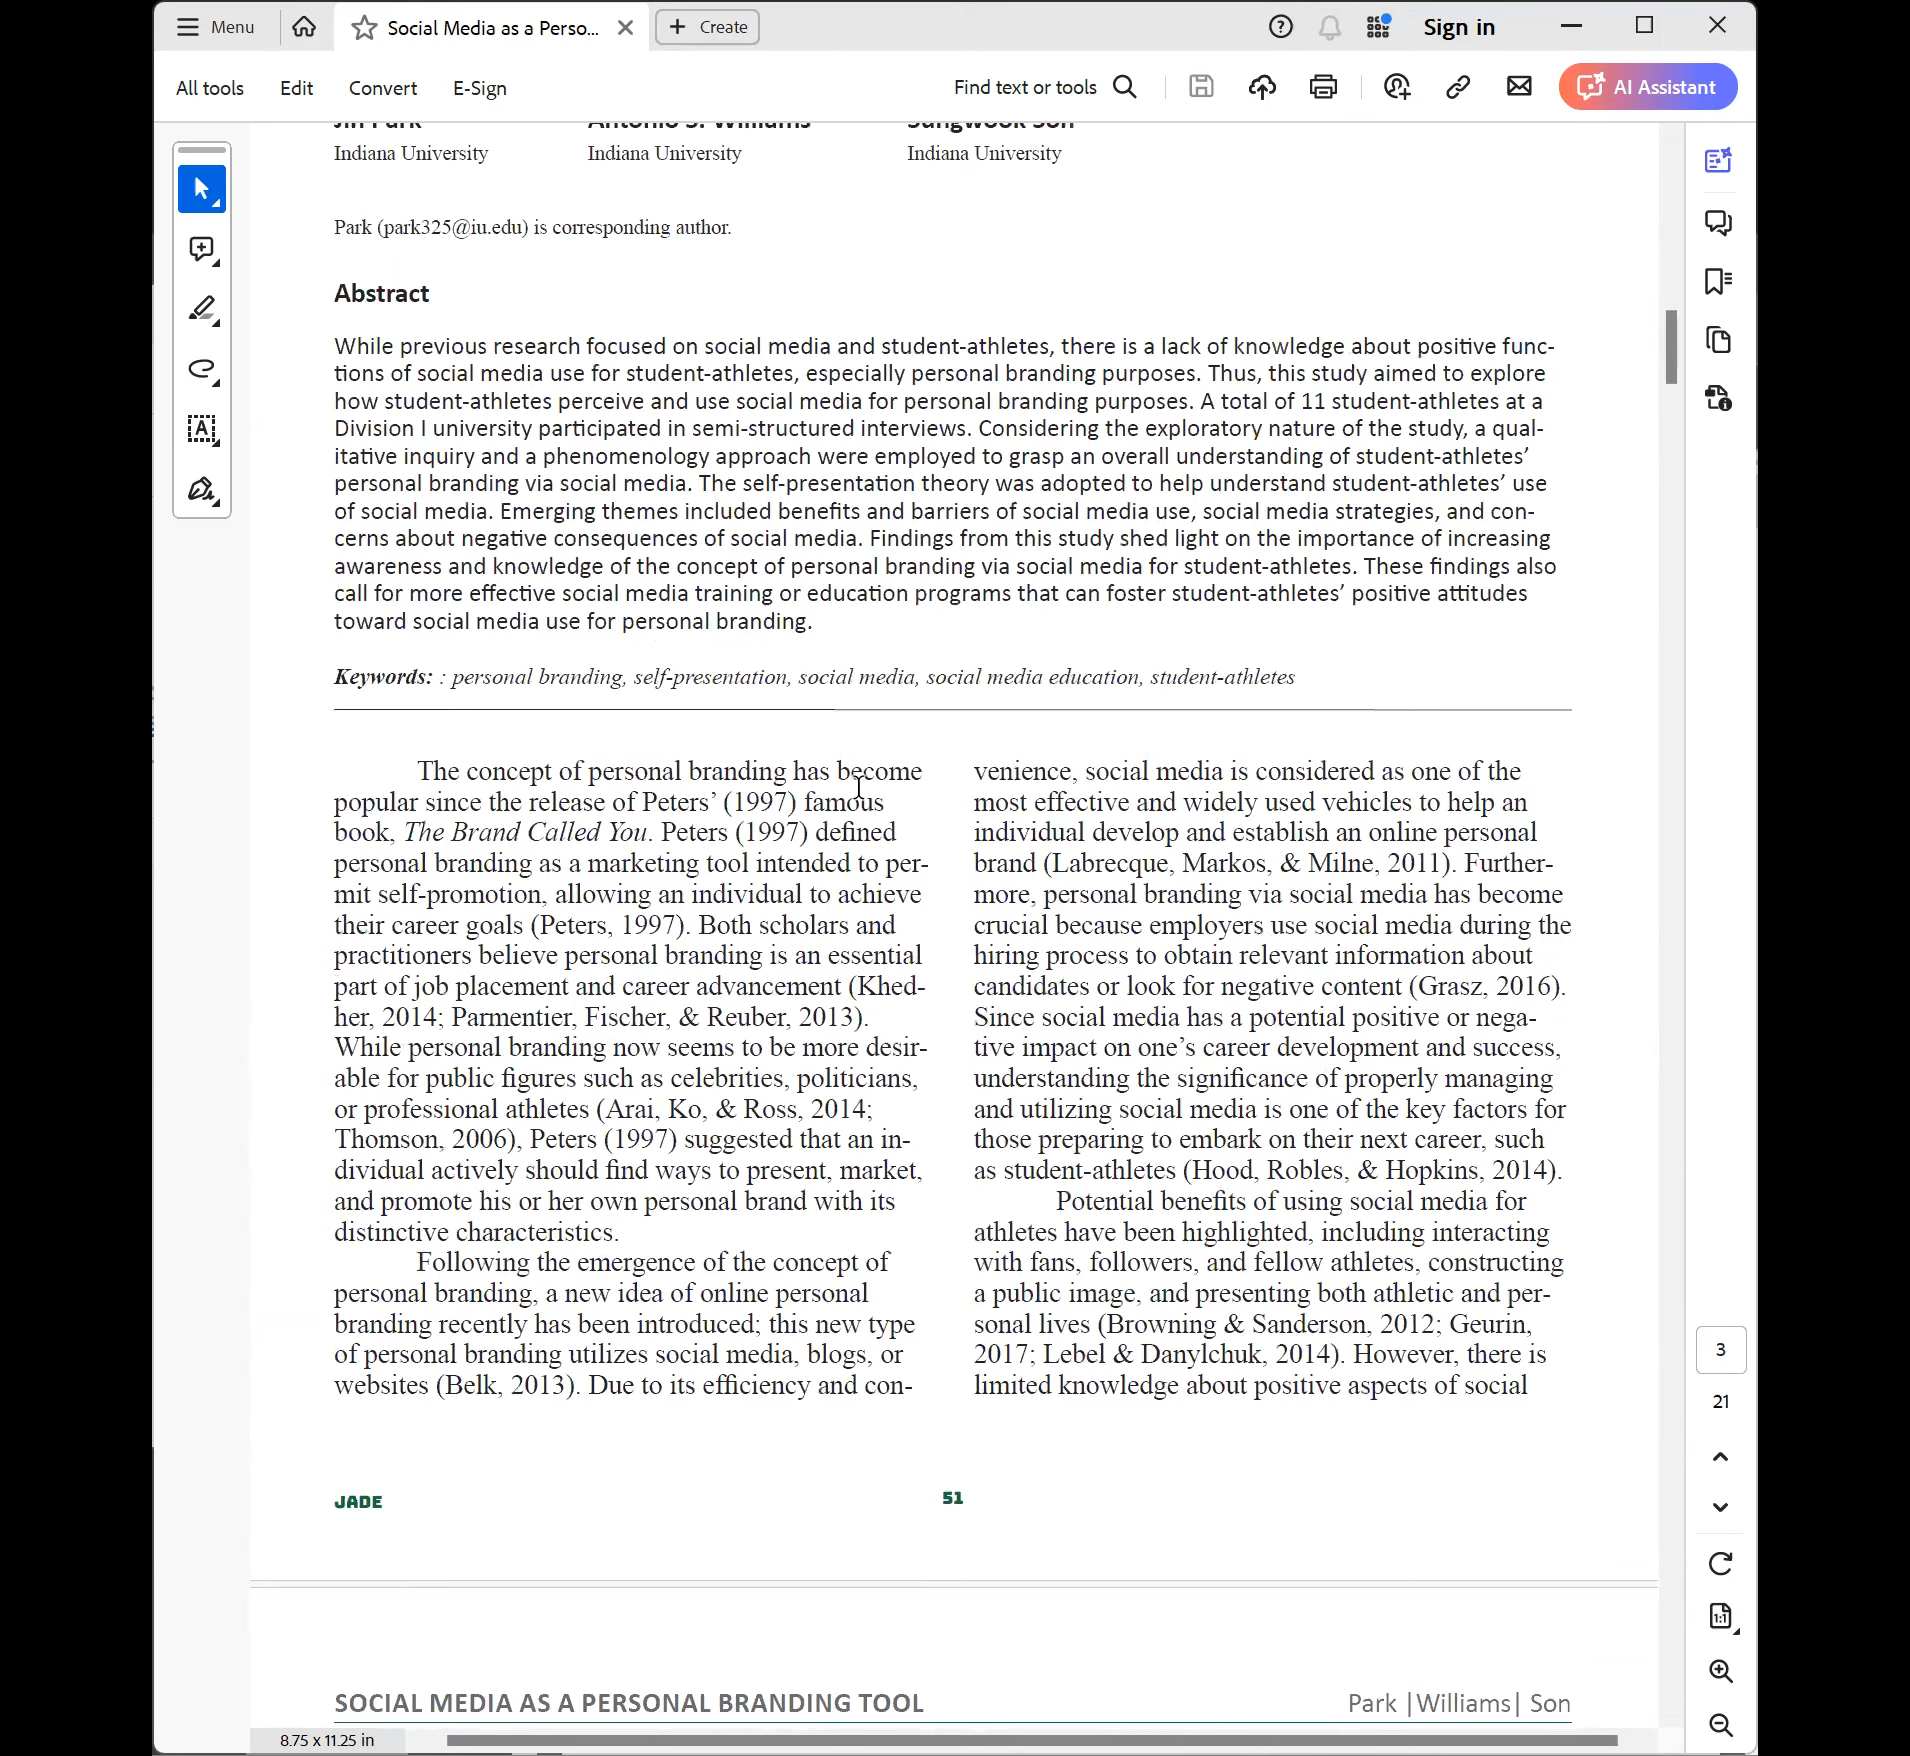 Menu
Social Media as a Perso...
Create
Sign in
All tools
Edit
Convert
E-Sign
Find text or tools
AI Assistant
Jin Park
Antonio S. Williams
Sungwook Son
Indiana University
Indiana University
Indiana University
Park (park325@iu.edu) is corresponding author.
Abstract
While previous research focused on social media and student-athletes, there is a lack of knowledge about positive func-
tions of social media use for student-athletes, especially personal branding purposes. Thus, this study aimed to explore
how student-athletes perceive and use social media for personal branding purposes. A total of 11 student-athletes at a
Division I university participated in semi-structured interviews. Considering the exploratory nature of the study, a qual-
itative inquiry and a phenomenology approach were employed to grasp an overall understanding of student-athletes’
personal branding via social media. The self-presentation theory was adopted to help understand student-athletes’ use
of social media. Emerging themes included benefits and barriers of social media use, social media strategies, and con-
cerns about negative consequences of social media. Findings from this study shed light on the importance of increasing
awareness and knowledge of the concept of personal branding via social media for student-athletes. These findings also
call for more effective social media training or education programs that can foster student-athletes’ positive attitudes
toward social media use for personal branding.
Keywords: : personal branding, self-presentation, social media, social media education, student-athletes
The concept of personal branding has become
popular since the release of Peters’ (1997) famous
book, The Brand Called You. Peters (1997) defined
personal branding as a marketing tool intended to per-
mit self-promotion, allowing an individual to achieve
their career goals (Peters, 1997). Both scholars and
practitioners believe personal branding is an essential
part of job placement and career advancement (Khed-
her, 2014; Parmentier, Fischer, & Reuber, 2013).
While personal branding now seems to be more desir-
able for public figures such as celebrities, politicians,
or professional athletes (Arai, Ko, & Ross, 2014;
Thomson, 2006), Peters (1997) suggested that an in-
dividual actively should find ways to present, market,
and promote his or her own personal brand with its
distinctive characteristics.
Following the emergence of the concept of
personal branding, a new idea of online personal
branding recently has been introduced; this new type
of personal branding utilizes social media, blogs, or
websites (Belk, 2013). Due to its efficiency and con-
venience, social media is considered as one of the
most effective and widely used vehicles to help an
individual develop and establish an online personal
brand (Labrecque, Markos, & Milne, 2011). Further-
more, personal branding via social media has become
crucial because employers use social media during the
hiring process to obtain relevant information about
candidates or look for negative content (Grasz, 2016).
Since social media has a potential positive or nega-
tive impact on one’s career development and success,
understanding the significance of properly managing
and utilizing social media is one of the key factors for
those preparing to embark on their next career, such
as student-athletes (Hood, Robles, & Hopkins, 2014).
Potential benefits of using social media for
athletes have been highlighted, including interacting
with fans, followers, and fellow athletes, constructing
a public image, and presenting both athletic and per-
sonal lives (Browning & Sanderson, 2012; Geurin,
2017; Lebel & Danylchuk, 2014). However, there is
limited knowledge about positive aspects of social
JADE
51
SOCIAL MEDIA AS A PERSONAL BRANDING TOOL
Park |Williams| Son
8.75 x 11.25 in
3
21
1:1